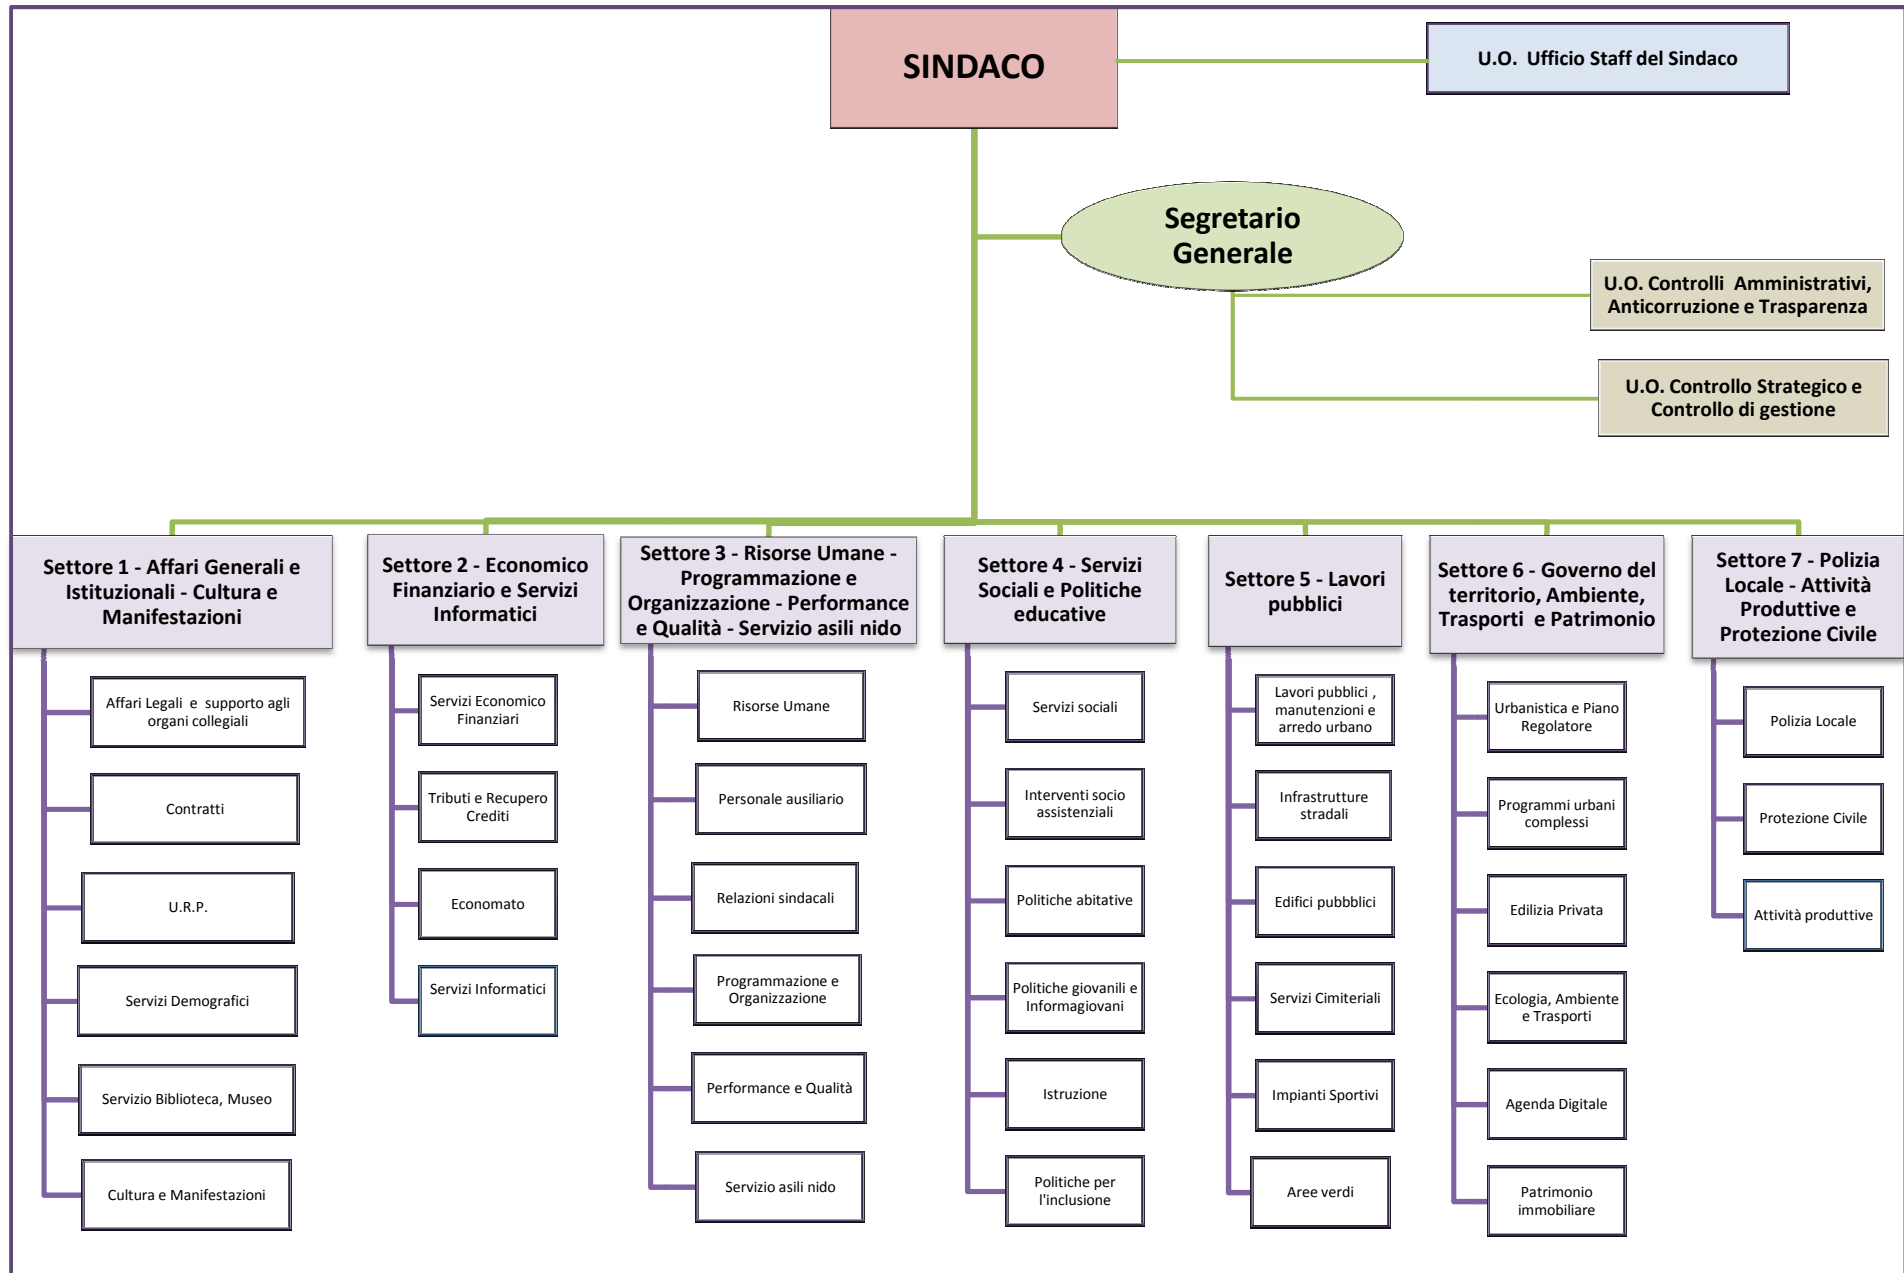 SINDACO
U.O. Ufficio Staff del Sindaco
Segretario
Generale
U.O. Controlli Amministrativi,
Anticorruzione e Trasparenza
U.O. Controllo Strategico e
Controllo di gestione
Settore 1 - Affari Generali e
Istituzionali - Cultura e
Manifestazioni
Affari Legali e supporto agli
organi collegiali
Contratti
U.R.P.
Servizi Demografici
Servizio Biblioteca, Museo
Cultura e Manifestazioni
Settore 2 - Economico
Finanziario e Servizi
Informatici
Servizi Economico
Finanziari
Tributi e Recupero
Crediti
Economato
Servizi Informatici
Settore 3 - Risorse Umane -
Programmazione e
Organizzazione - Performance
e Qualità - Servizio asili nido
Risorse Umane
Personale ausiliario
Relazioni sindacali
Programmazione e
Organizzazione
Performance e Qualità
Servizio asili nido
Settore 4 - Servizi
Sociali e Politiche
educative
Servizi sociali
Interventi socio
assistenziali
Politiche abitative
Politiche giovanili e
Informagiovani
Istruzione
Politiche per
l'inclusione
Settore 5 - Lavori
pubblici
Lavori pubblici ,
manutenzioni e
arredo urbano
Infrastrutture
stradali
Edifici pubbblici
Servizi Cimiteriali
Impianti Sportivi
Aree verdi
Settore 6 - Governo del
territorio, Ambiente,
Trasporti e Patrimonio
Urbanistica e Piano
Regolatore
Programmi urbani
complessi
Edilizia Privata
Ecologia, Ambiente
e Trasporti
Agenda Digitale
Patrimonio
immobiliare
Settore 7 - Polizia
Locale - Attività
Produttive e
Protezione Civile
Polizia Locale
Protezione Civile
Attività produttive